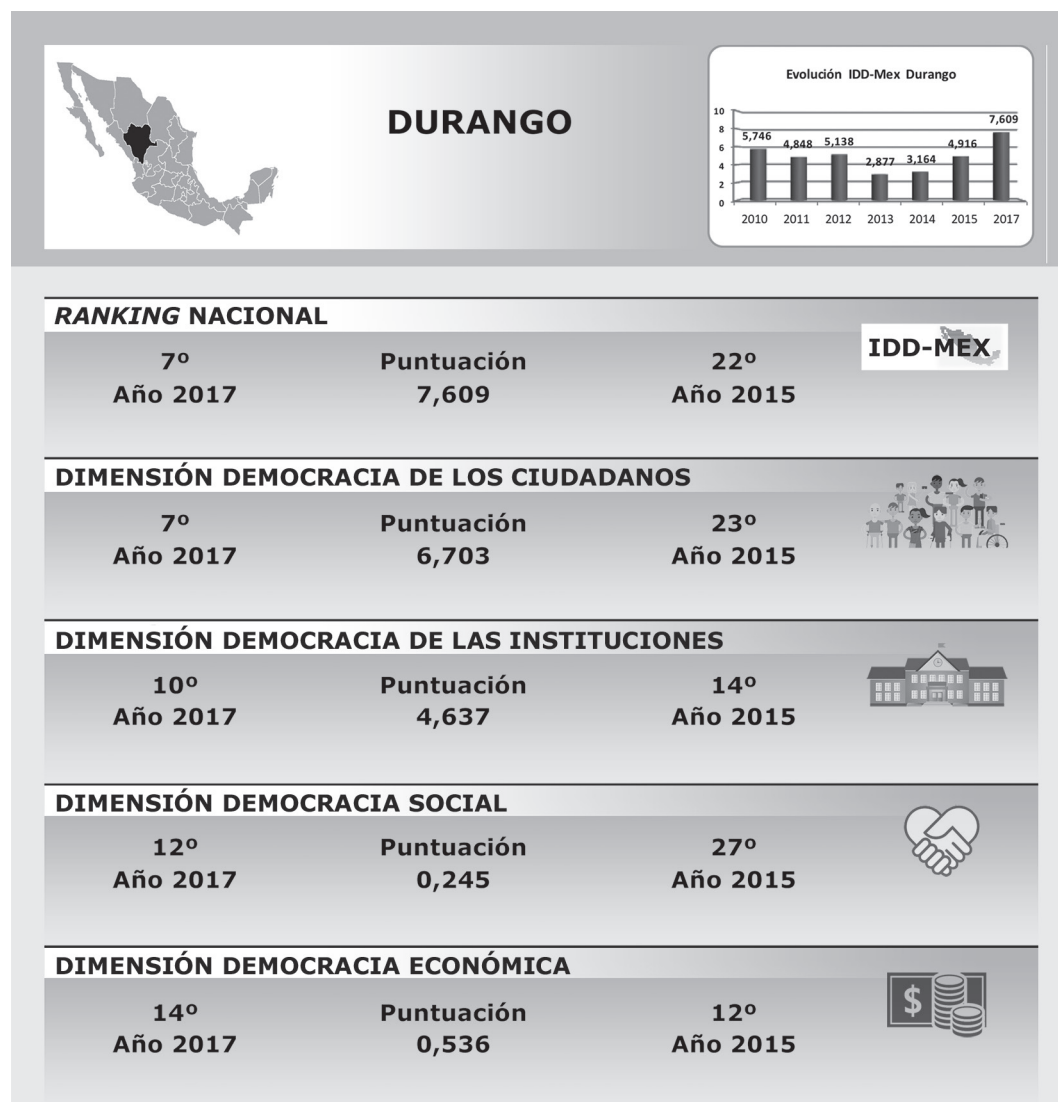 DURANGO
Evolución IDD-Mex Durango
10
8
6
4
2
0
5,746
4,848
5,138
2,877
3,164
4,916
7,609
2010 2011 2012 2013 2014 2015 2017
RANKING NACIONAL
IDD-MEX
7º Puntuación 22º
Año 2017 7,609 Año 2015
DIMENSIÓN DEMOCRACIA DE LOS CIUDADANOS
7º Puntuación 23º
Año 2017 6,703 Año 2015
DIMENSIÓN DEMOCRACIA DE LAS INSTITUCIONES
10º Puntuación 14º
Año 2017 4,637 Año 2015
DIMENSIÓN DEMOCRACIA SOCIAL
12º Puntuación 27º
Año 2017 0,245 Año 2015
DIMENSIÓN DEMOCRACIA ECONÓMICA
$
14º Puntuación 12º
Año 2017 0,536 Año 2015